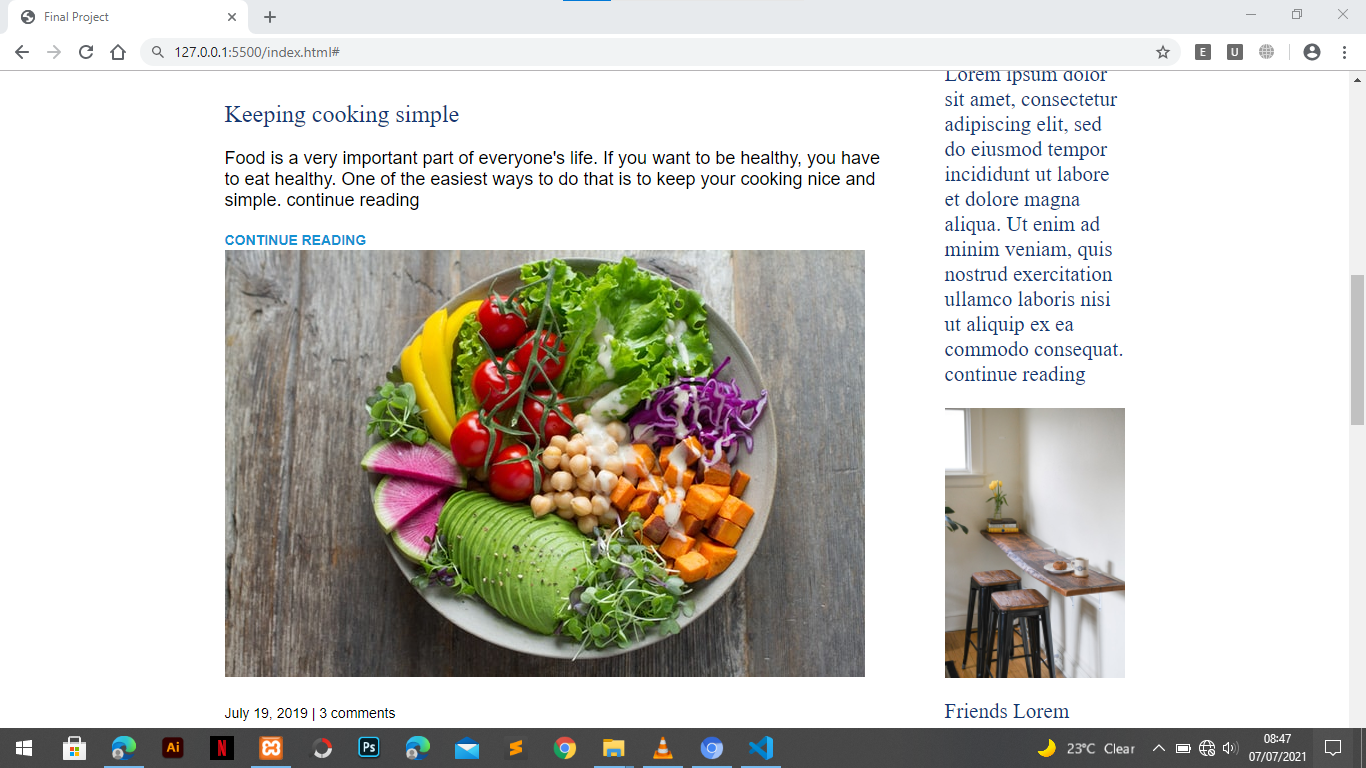 Final Project
127.0.0.1:5500/index.html#
E
U
Keeping cooking simple
Food is a very important part of everyone's life. If you want to be healthy, you have
to eat healthy. One of the easiest ways to do that is to keep your cooking nice and
simple. continue reading
CONTINUE READING
July 19, 2019 | 3 comments
Lorem ipsum dolor
sit amet, consectetur
adipiscing elit, sed
do eiusmod tempor
incididunt ut labore
et dolore magna
aliqua. Ut enim ad
minim veniam, quis
nostrud exercitation
ullamco laboris nisi
ut aliquip ex ea
commodo consequat.
continue reading
Friends Lorem
Ai
N
Ps
23°C Clear
08:47
07/07/2021